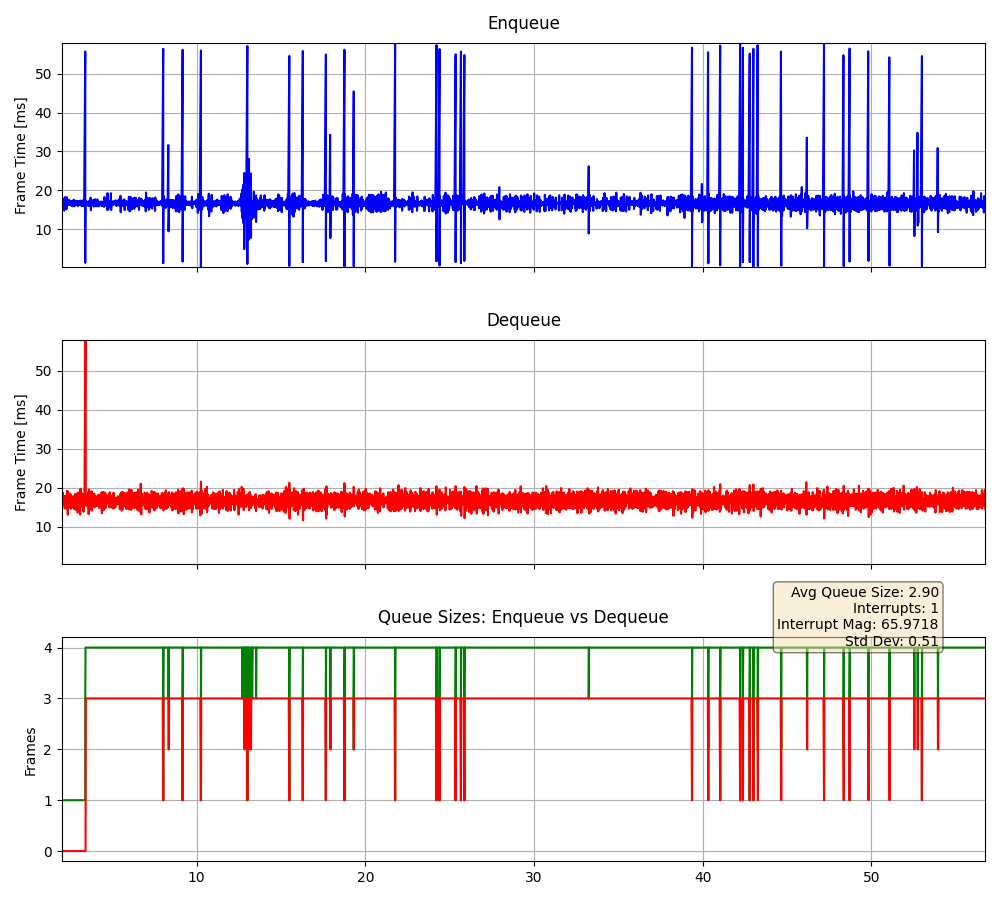 Enqueue
Frame Time [ms]
50
40
30
20
10
Dequeue
Frame Time [ms]
50
40
30
20
10
Avg Queue Size: 2.90
Interrupts: 1
Interrupt Mag: 65.9718
Std Dev: 0.51
Queue Sizes: Enqueue vs Dequeue
Frames
4
3
2
1
0
10 20 30 40 50